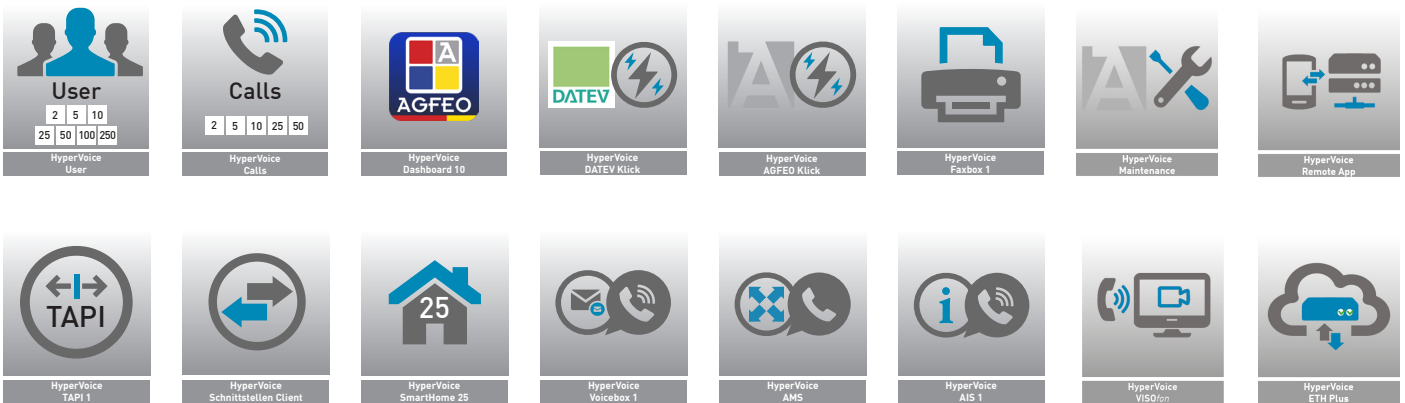 User
2 5 10
25 50 100 250
HyperVoice
User
Calls
2 5 10 25 50
HyperVoice
Calls
A
AGFEO
HyperVoice
Dashboard 10
DATEV
HyperVoice
DATEV Klick
A
HyperVoice
AGFEO Klick
HyperVoice
Faxbox 1
A
HyperVoice
Maintenance
HyperVoice
Remote App
TAPI
HyperVoice
TAPI 1
HyperVoice
Schnittstellen Client
25
HyperVoice
SmartHome 25
HyperVoice
Voicebox 1
HyperVoice
AMS
i
HyperVoice
AIS 1
HyperVoice
VISOfon
HyperVoice
ETH Plus